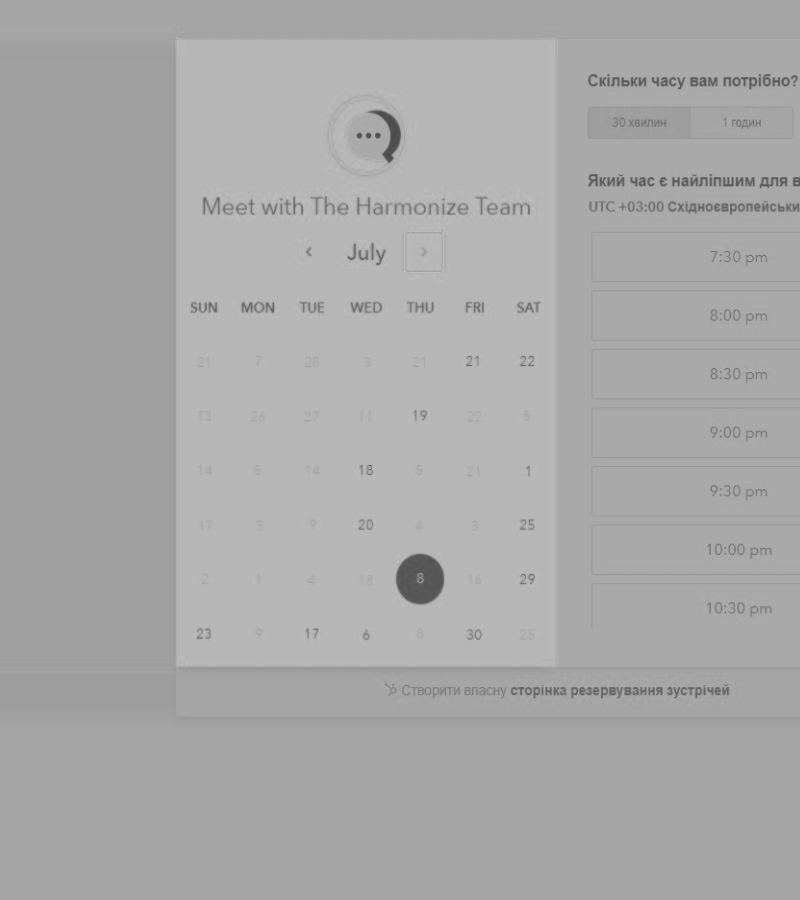 Meet with The Harmonize Team
July
SUN MON TUE WED THU FRI SAT
21 7 28 3 21 21 22
13 26 27 11 19 22 5
14 5 14 18 5 21 1
17 3 9 20 4 3 25
2 1 4 18 8 16 29
23 9 17 6 8 30 25
Скільки часу вам потрібно?
30 хвилин 1 годин
Який час є найліпшим для в
UTC +03:00 Східноєвропейськи
7:30 pm
8:00 pm
8:30 pm
9:00 pm
9:30 pm
10:00 pm
10:30 pm
Створити власну сторінка резервування зустрічей